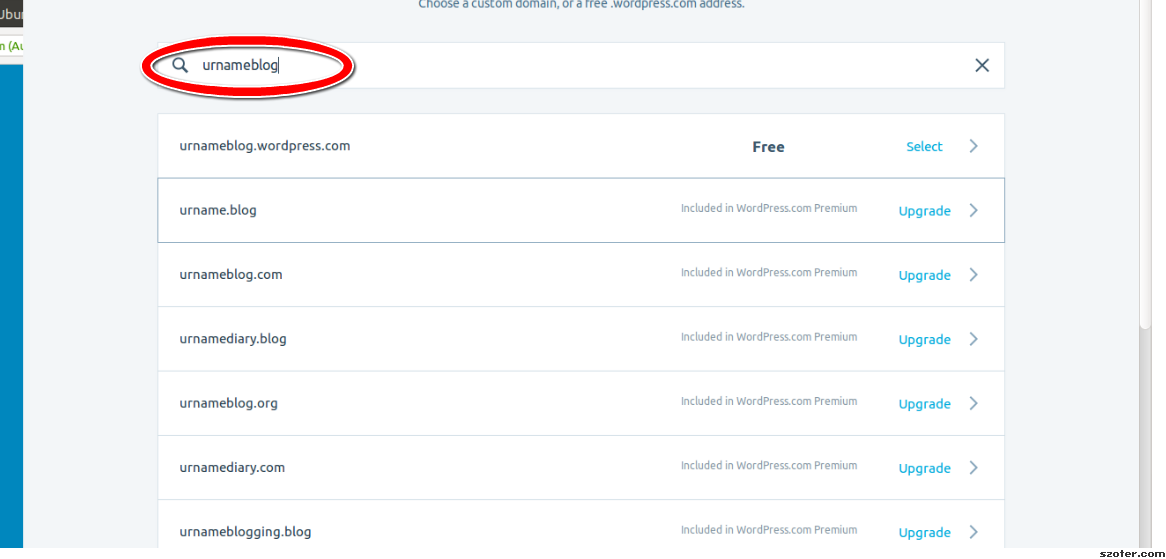 Choose a custom domain, or a free .wordpress.com address.
urnameblog
urnameblog.wordpress.com Free Select
urname.blog Included in WordPress.com Premium Upgrade
urnameblog.com Included in WordPress.com Premium Upgrade
urnamediary.blog Included in WordPress.com Premium Upgrade
urnameblog.org Included in WordPress.com Premium Upgrade
urnamediary.com Included in WordPress.com Premium Upgrade
urnameblogging.blog Included in WordPress.com Premium Upgrade
szoter.com